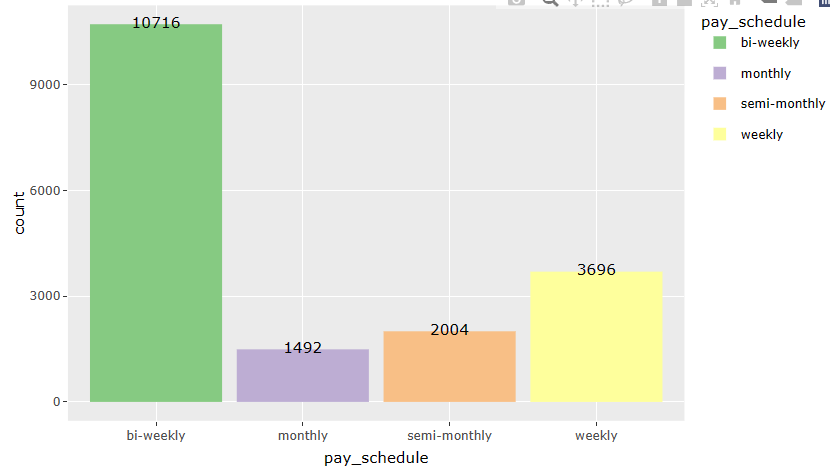 pay_schedule
bi-weekly
monthly
semi-monthly
weekly
10716
9000
6000
3696
3000
2004
1492
0
count
bi-weekly monthly semi-monthly weekly
pay_schedule